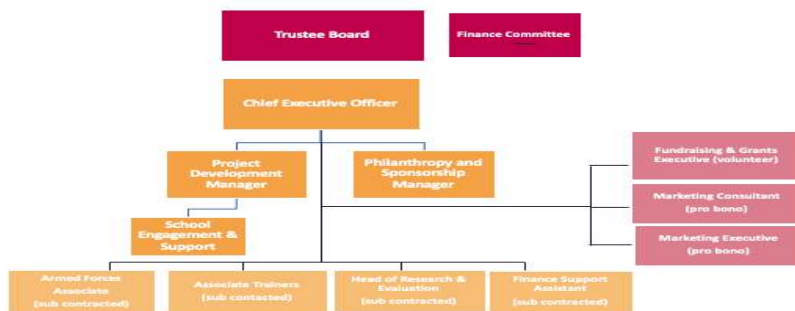 Trustee Board
Finance Committee
Chief Executive Officer
Project
Development
Manager
Philanthropy and
Sponsorship
Manager
School
Engagement &
Support
Fundraising & Grants
Executive (volunteer)
Marketing Consultant
(pro bono)
Marketing Executive
(pro bono)
Armed Forces
Associate
(sub contracted)
Associate Trainers
(sub contacted)
Head of Research &
Evaluation
(sub contracted)
Finance Support
Assistant
(sub contracted)